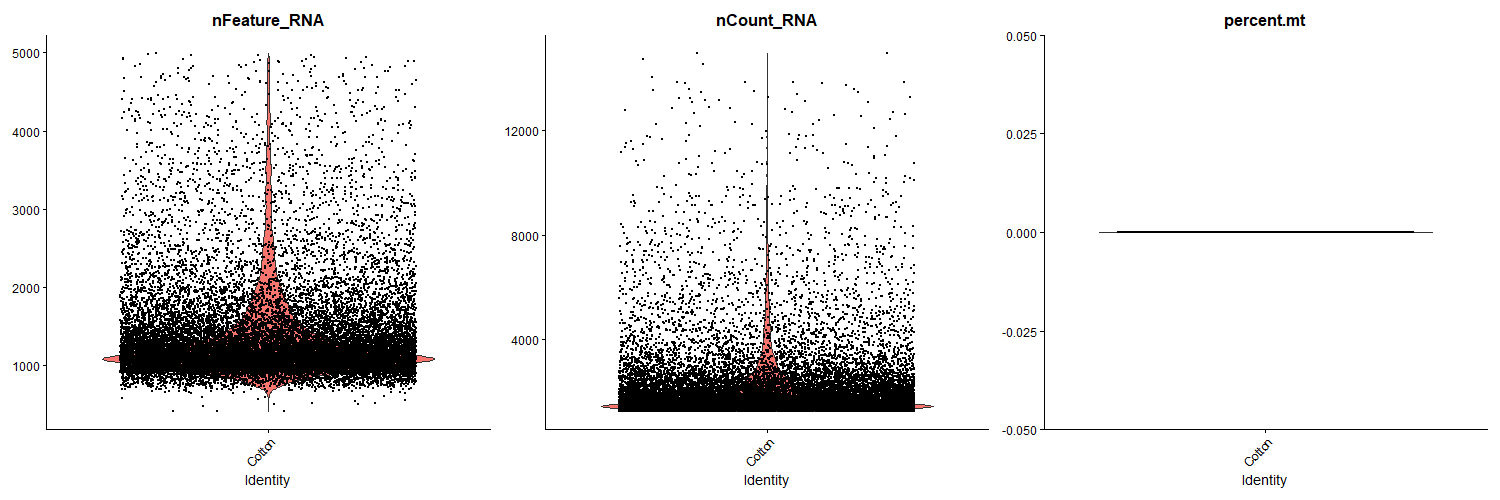 nFeature_RNA
5000
4000
3000
2000
1000
Cotton
Identity
nCount_RNA
12000
8000
4000
Cotton
Identity
percent.mt
0.050
0.025
0.000
-0.025
-0.050
Cotton
Identity